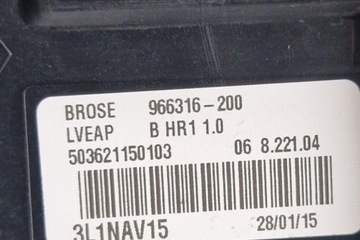 BROSE 966316-200
LVEAP B HR1 1.0
503621150103 06 8.221.04
3L1NAV15 28/01/15